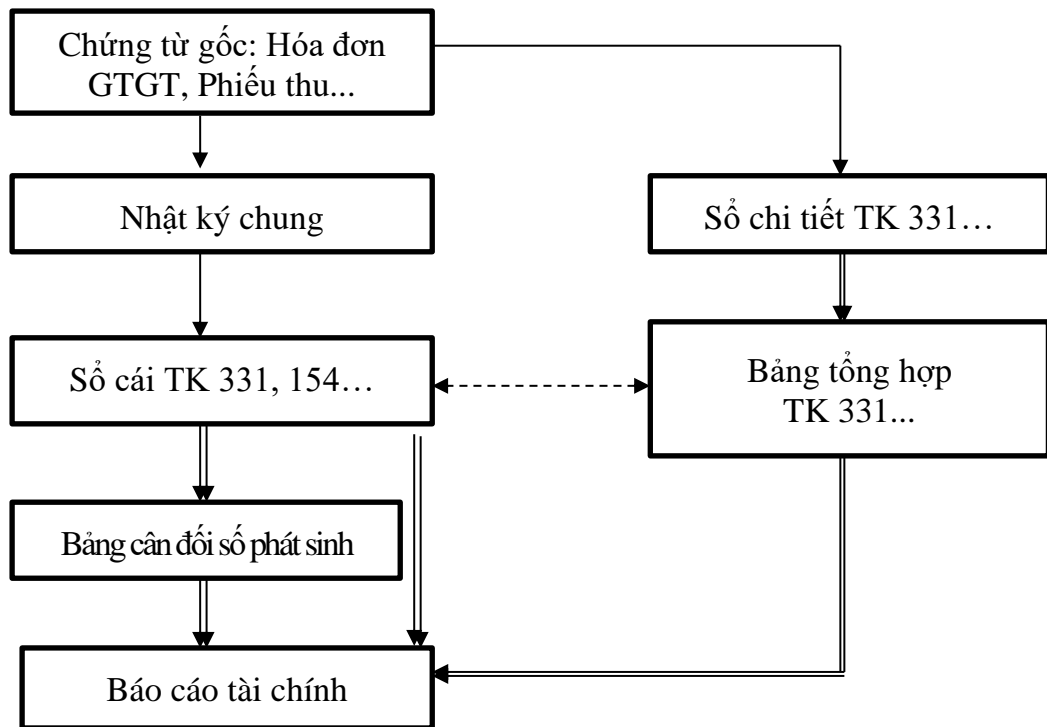 Chứng từ gốc: Hóa đơn
GTGT, Phiếu thu...
Nhật ký chung
Sổ chi tiết TK 331…
Sổ cái TK 331, 154…
Bảng tổng hợp
TK 331...
Bảng cân đối số phát sinh
Báo cáo tài chính